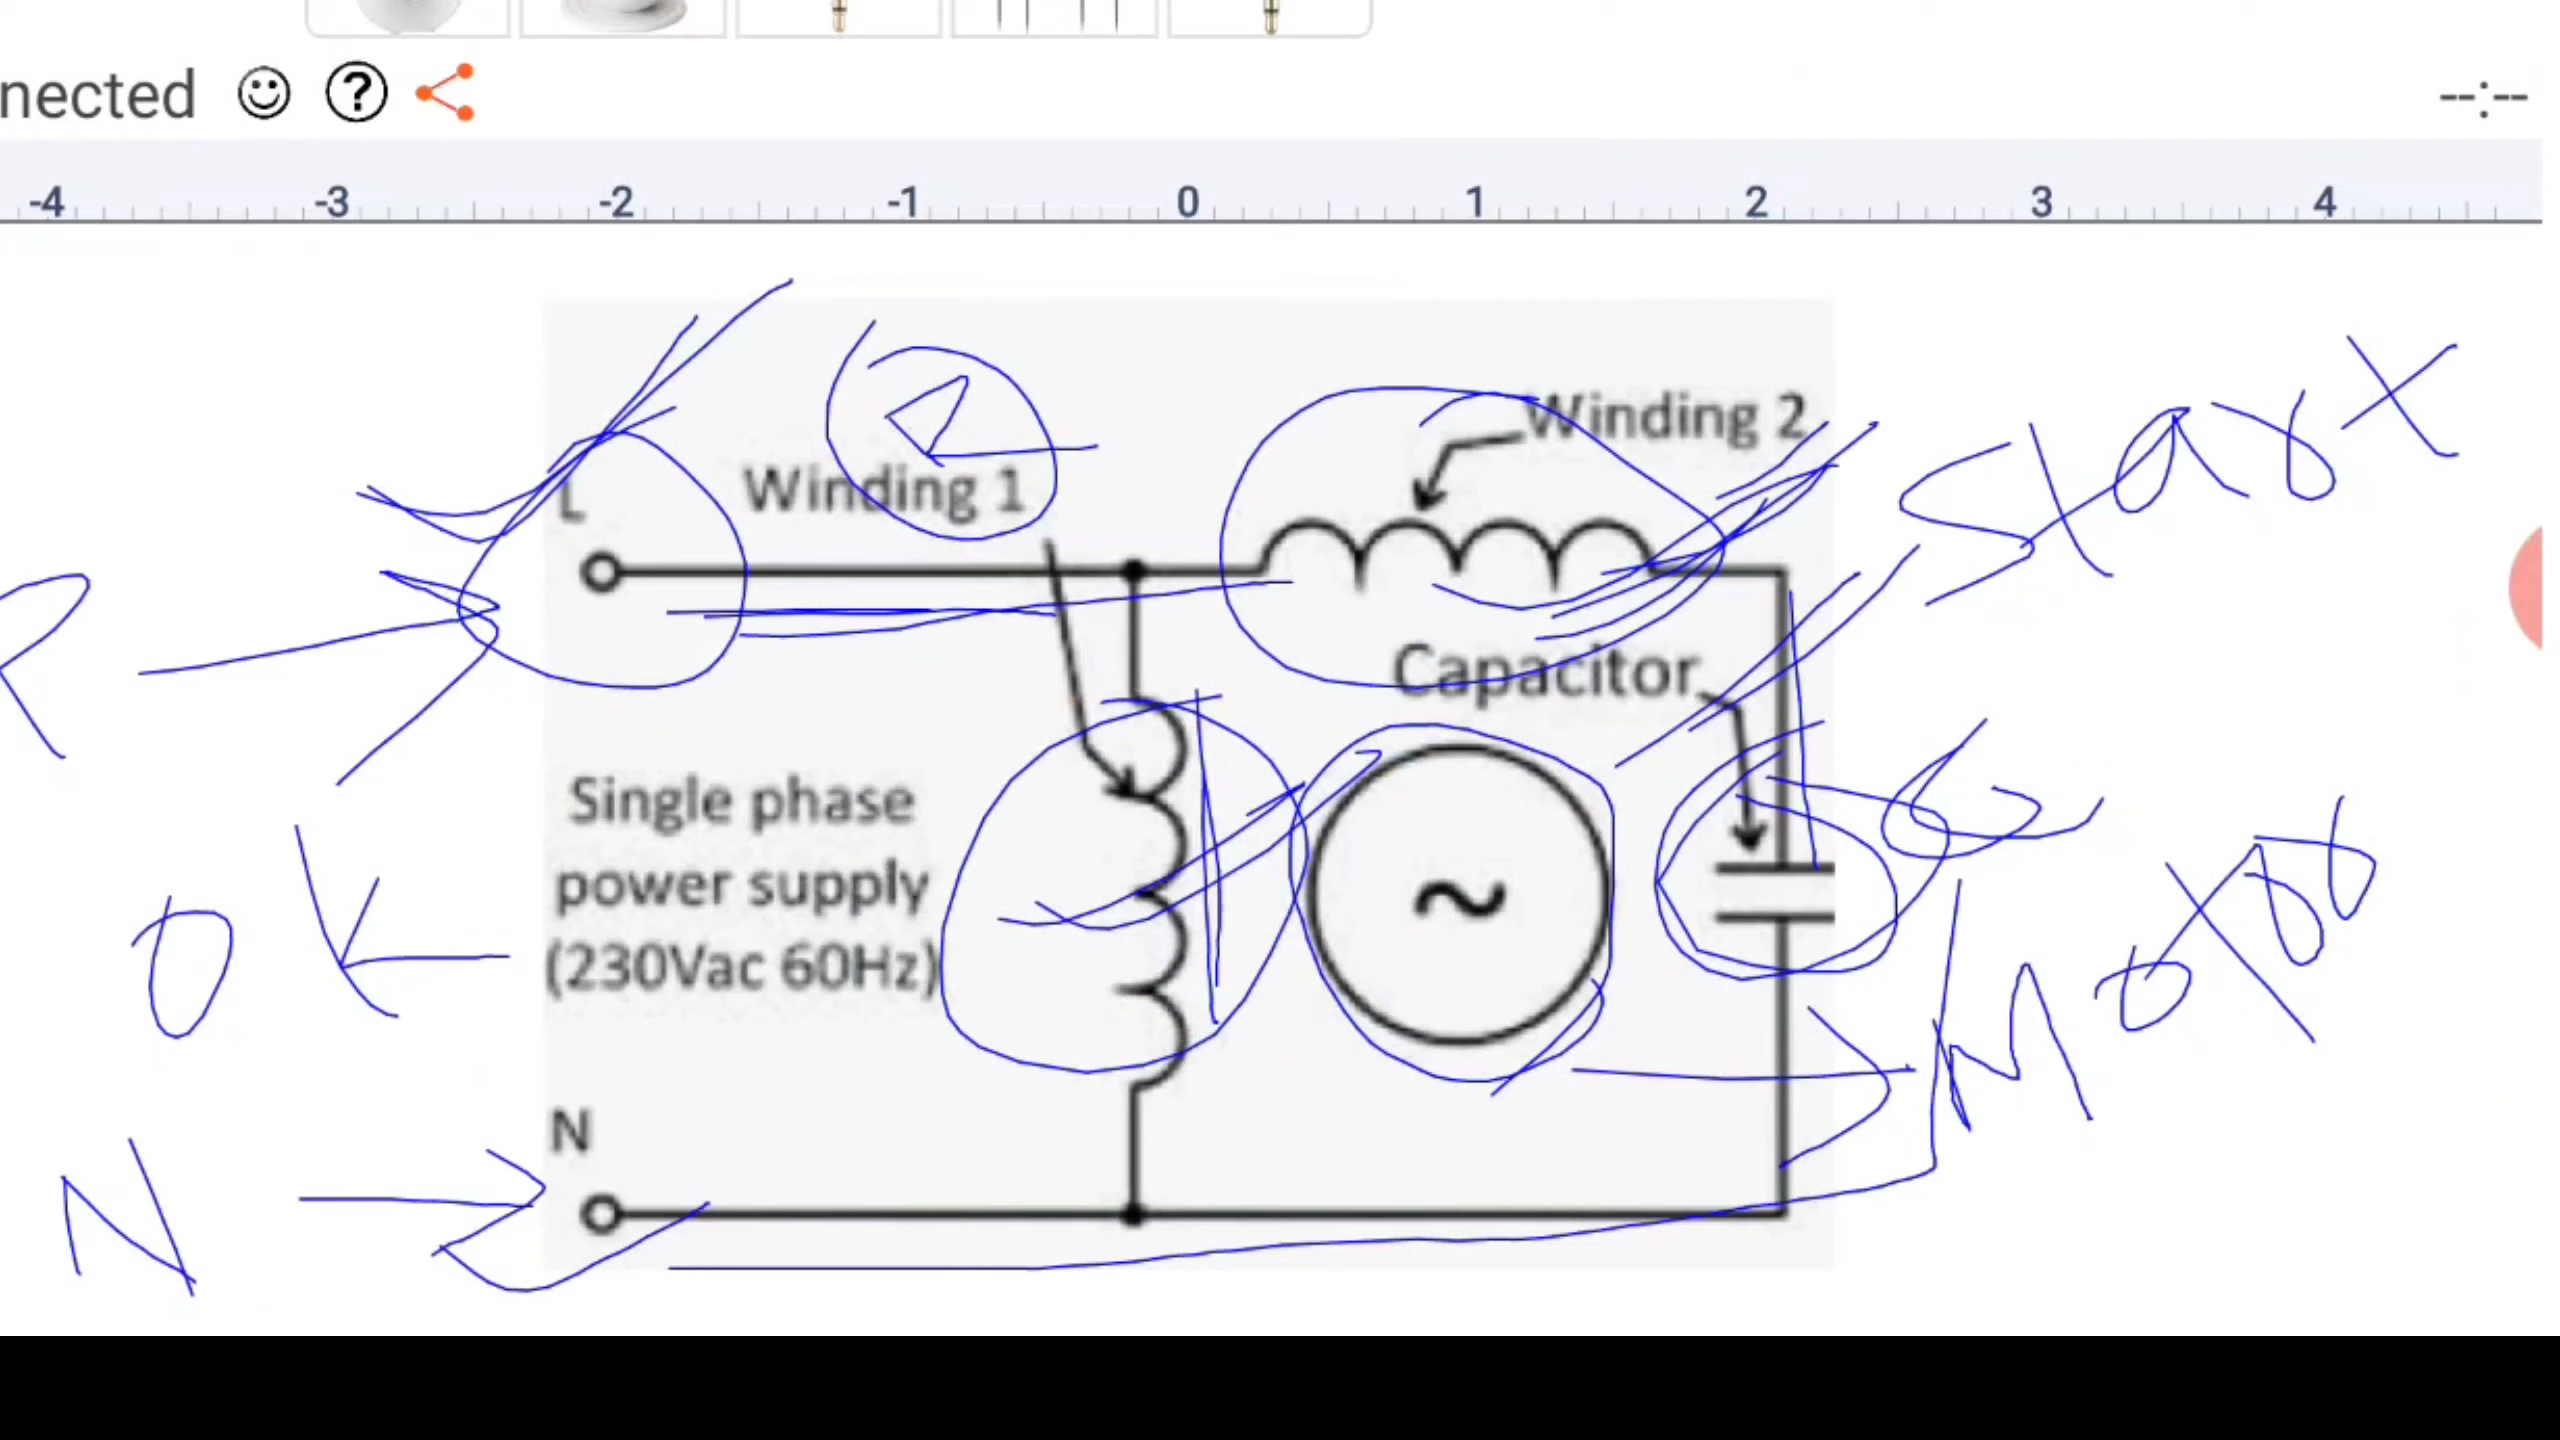 nected
--:--
-4 -3 -2 -1 0 1 2 3 4
R
L
Winding 1
Winding 2
Start
Capacitor
C
Single phase
power supply
(230Vac 60Hz)
~
OK
Motor
N
N